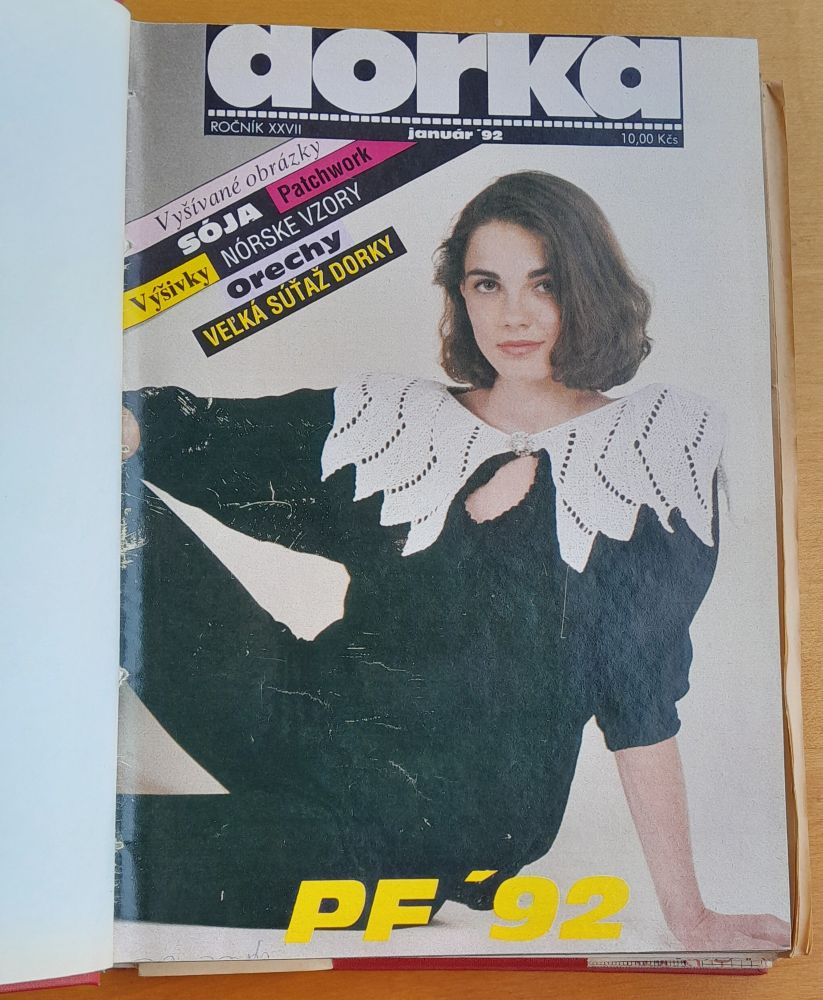 dorka
ROČNÍK XXVII január ´92 10,00 Kčs
Vyšívané obrázky
SÓJA Patchwork
Výšivky NÓRSKE VZORY
orechy
VEĽKÁ SÚŤAŽ DORKY
PF ´92